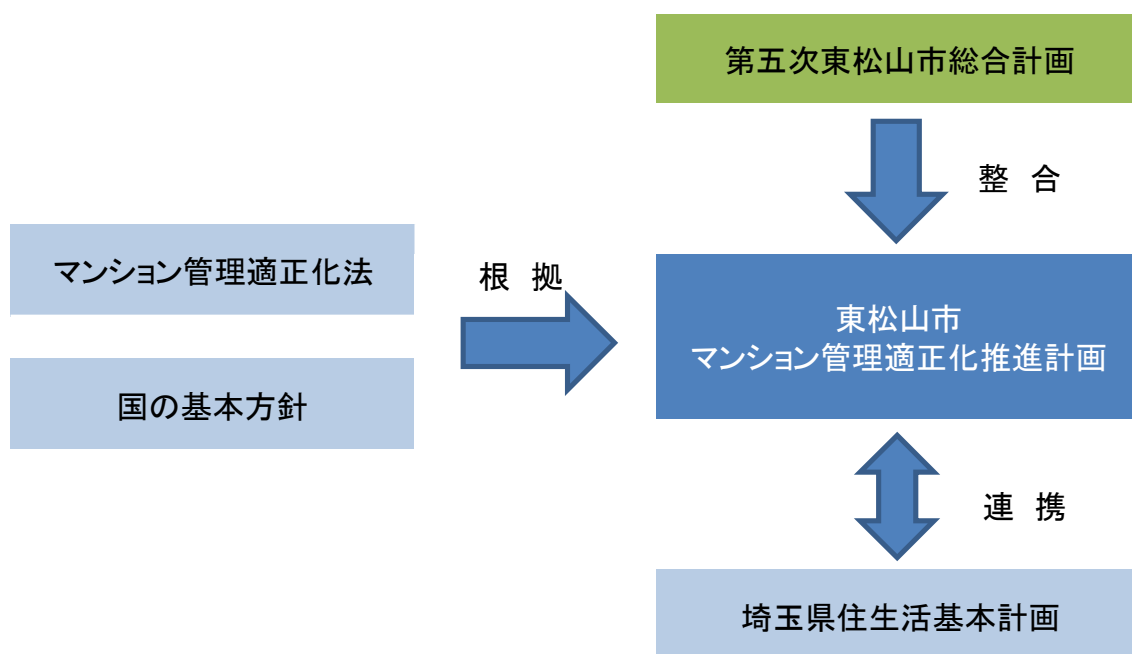 第五次東松山市総合計画
整 合
マンション管理適正化法
根 拠
東松山市
マンション管理適正化推進計画
国の基本方針
連 携
埼玉県住生活基本計画